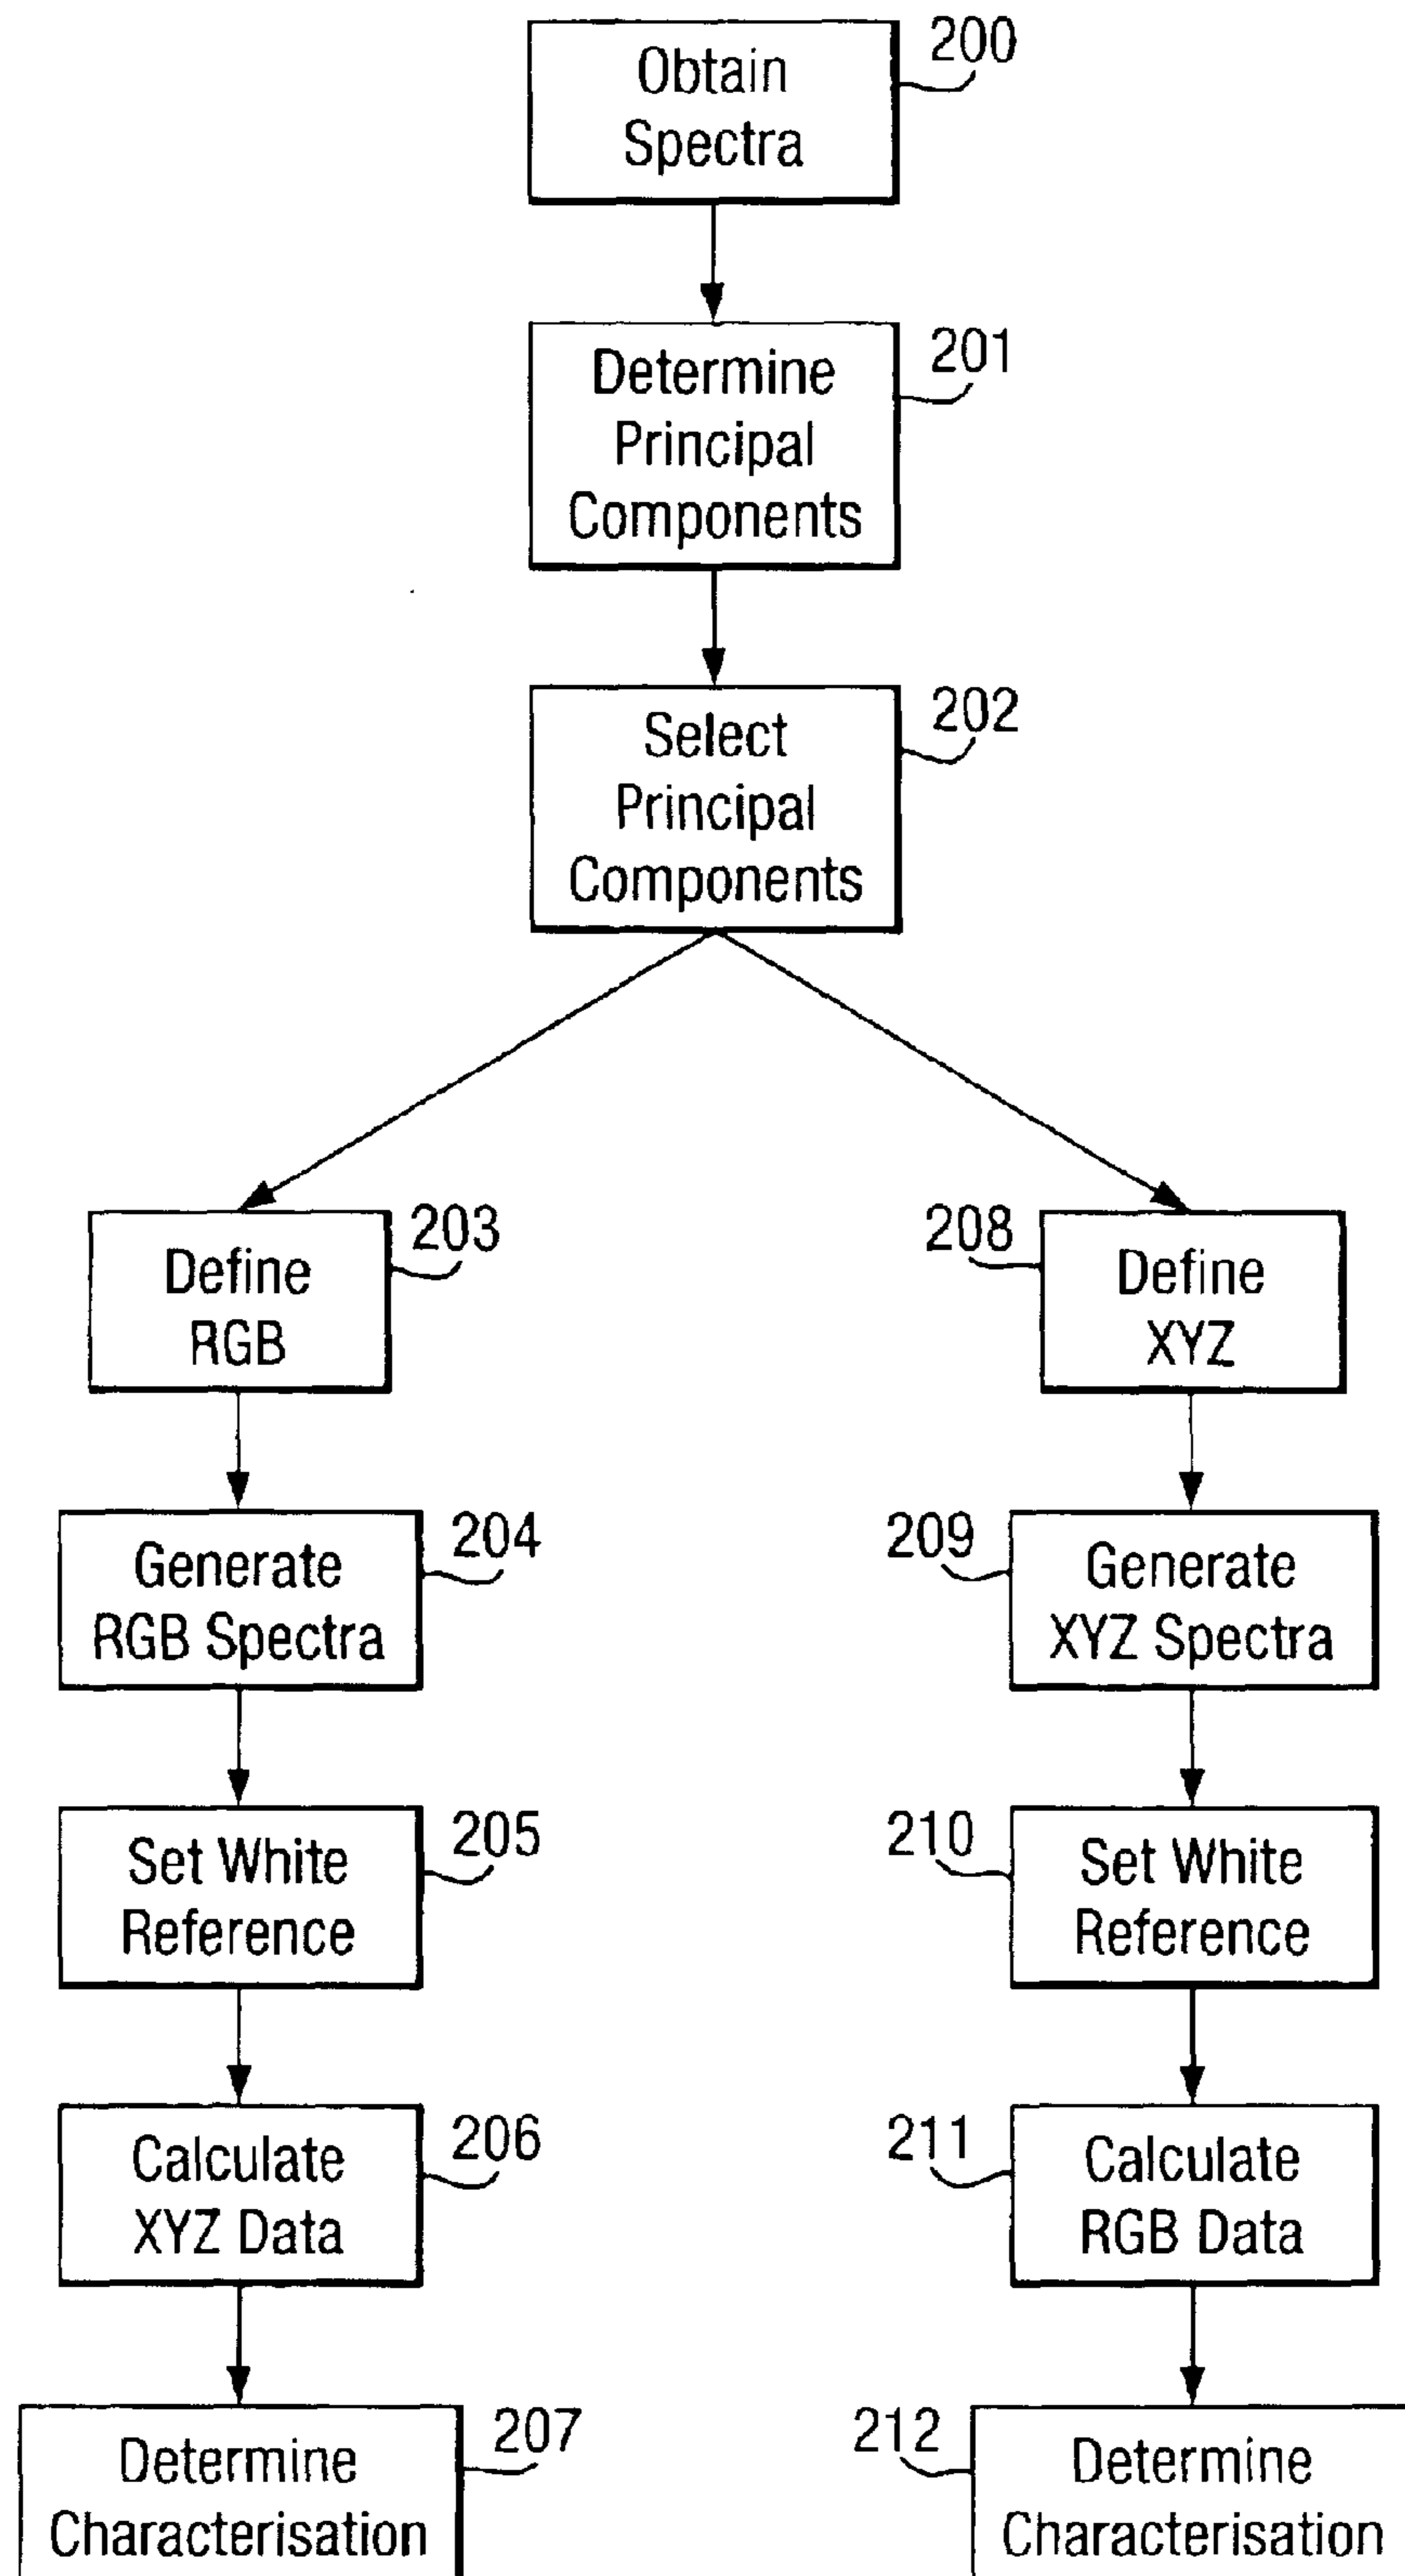 Obtain
Spectra
200
Determine
Principal
Components
201
Select
Principal
Components
202
Define
RGB
203
Generate
RGB Spectra
204
Set White
Reference
205
Calculate
XYZ Data
206
Determine
Characterisation
207
208
Define
XYZ
209
Generate
XYZ Spectra
210
Set White
Reference
211
Calculate
RGB Data
212
Determine
Characterisation